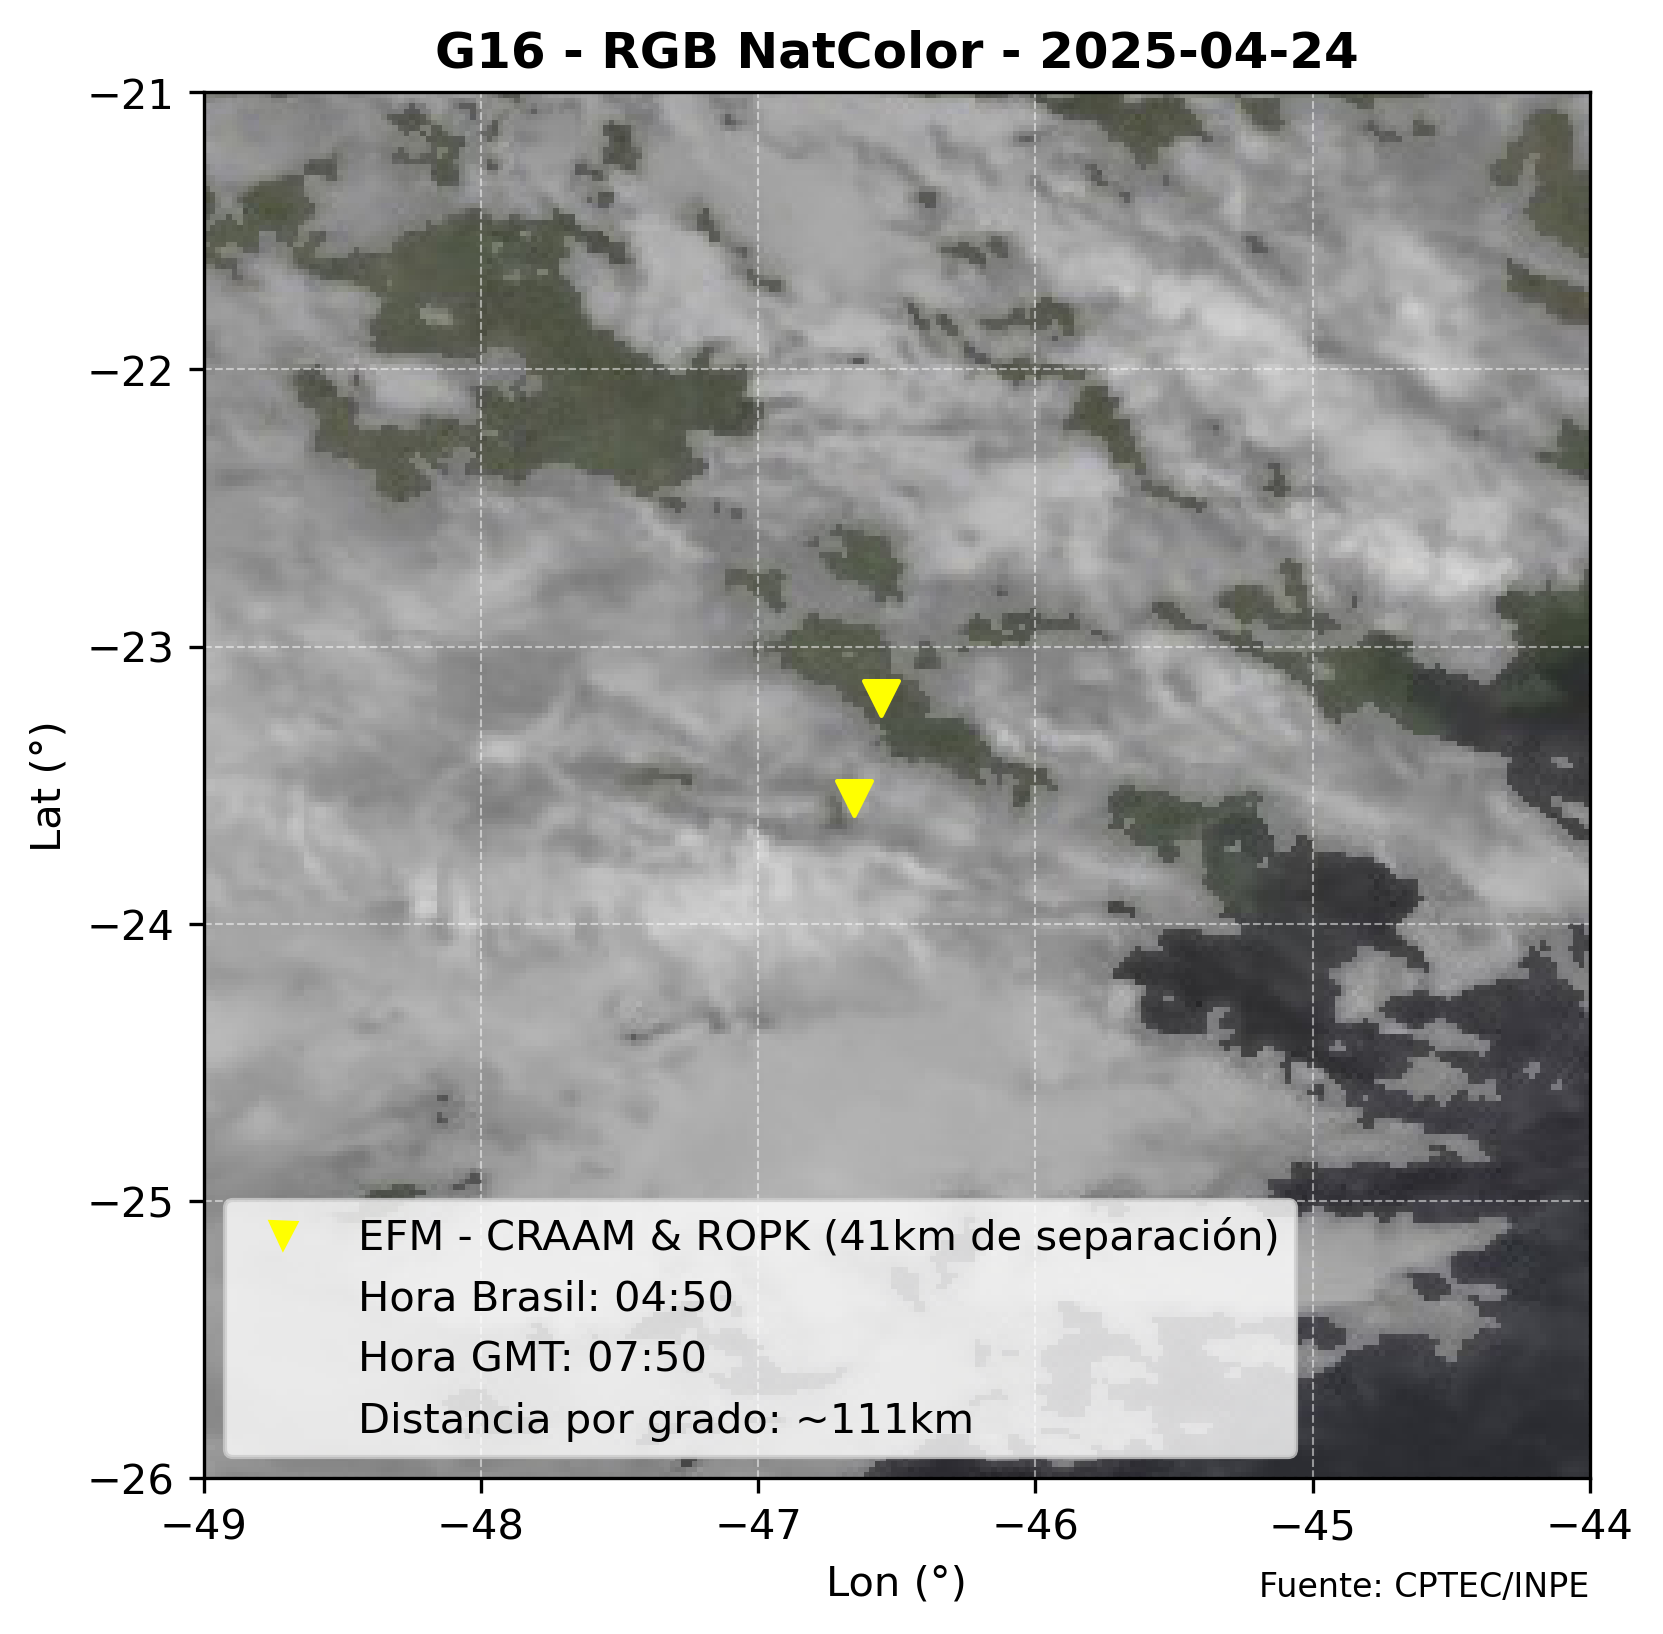 G16 - RGB NatColor - 2025-04-24
−21
−22
−23
−24
−25
−26
Lat (°)
EFM - CRAAM & ROPK (41km de separación)
Hora Brasil: 04:50
Hora GMT: 07:50
Distancia por grado: ~111km
−49 −48 −47 −46 −45 −44
Lon (°)
Fuente: CPTEC/INPE